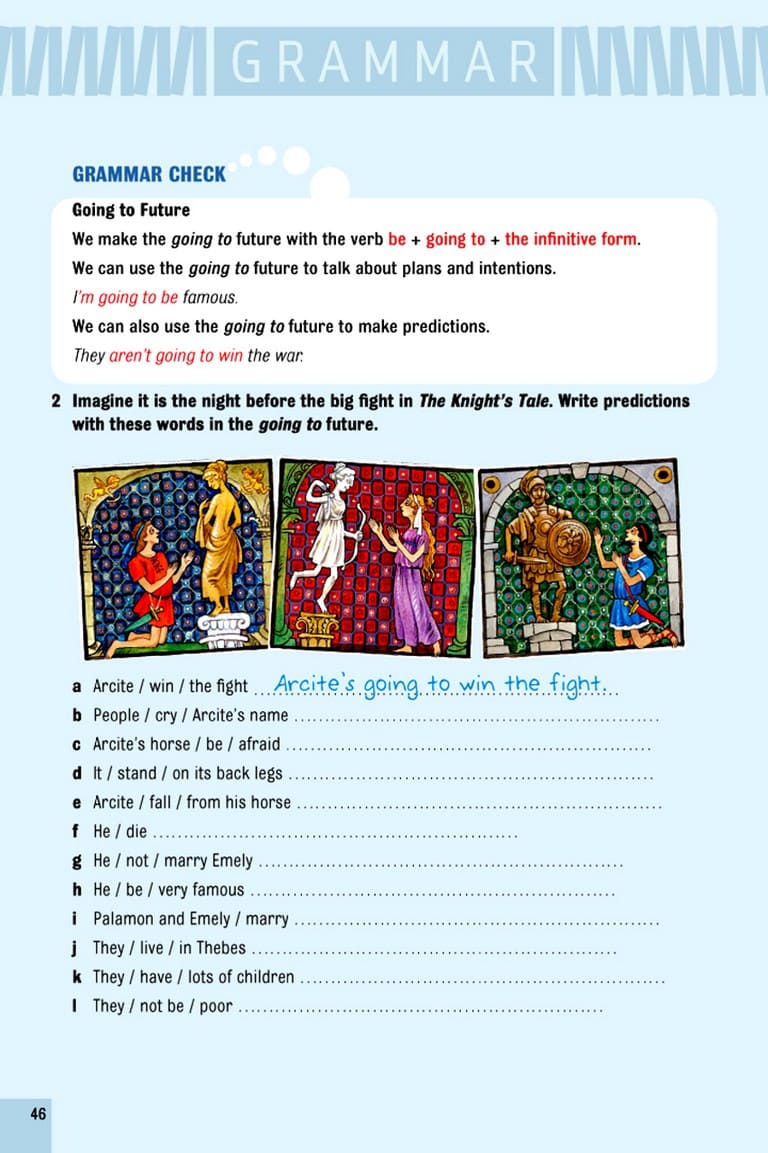 GRAMMAR
GRAMMAR CHECK
Going to Future
We make the going to future with the verb be + going to + the infinitive form.
We can use the going to future to talk about plans and intentions.
I'm going to be famous.
We can also use the going to future to make predictions.
They aren't going to win the war.
2 Imagine it is the night before the big fight in The Knight's Tale. Write predictions
with these words in the going to future.
a Arcite / win / the fight ... Arcite's going to win the fight. ...
b People / cry / Arcite's name ............................................................
c Arcite's horse / be / afraid ............................................................
d It / stand / on its back legs ............................................................
e Arcite / fall / from his horse ............................................................
f He / die ............................................................
g He / not / marry Emely ............................................................
h He / be / very famous ............................................................
i Palamon and Emely / marry ............................................................
j They / live / in Thebes ............................................................
k They / have / lots of children ............................................................
l They / not be / poor ............................................................
46